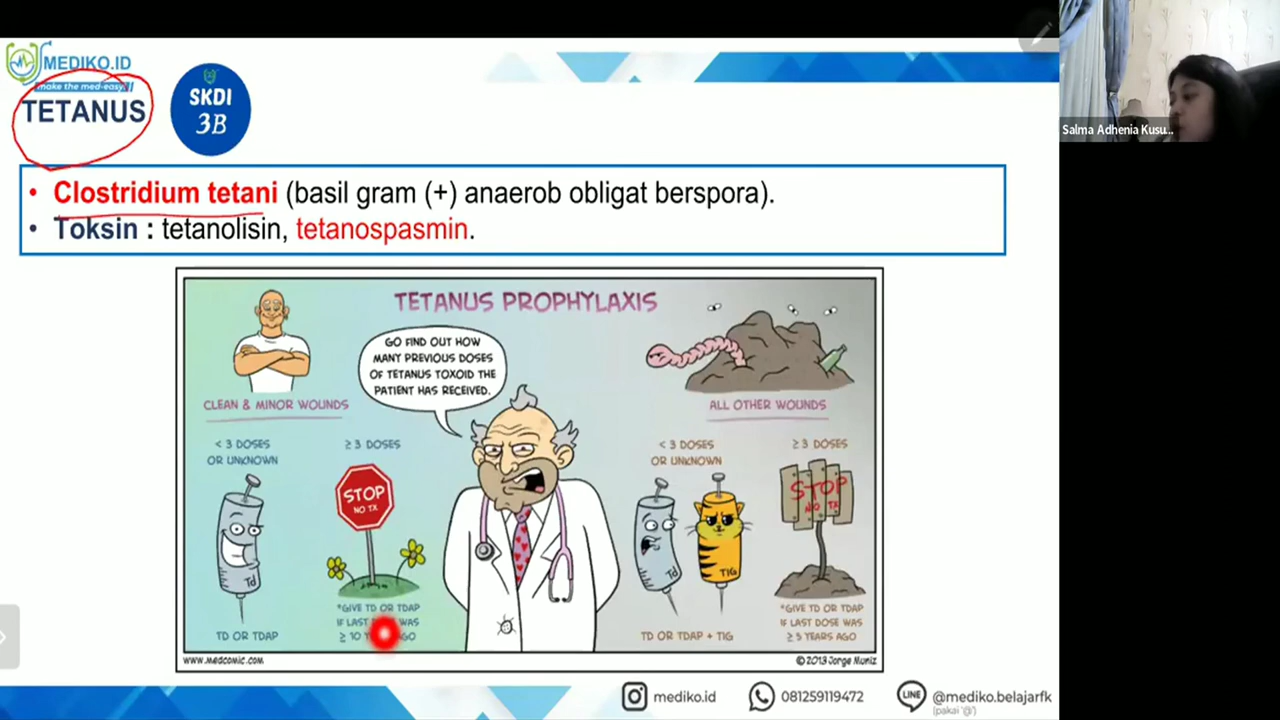 MEDIKO.ID
make the med-easy.
TETANUS
SKDI
3B
Salma Adhenia Kusu...
• Clostridium tetani (basil gram (+) anaerob obligat berspora).
• Toksin : tetanolisin, tetanospasmin.
TETANUS PROPHYLAXIS
GO FIND OUT HOW
MANY PREVIOUS DOSES
OF TETANUS TOXOID THE
PATIENT HAS RECEIVED.
CLEAN & MINOR WOUNDS
< 3 DOSES
OR UNKNOWN
≥ 3 DOSES
STOP
NO TX
Td
TD OR TDAP
*GIVE TD OR TDAP
IF LAST WAS
≥ 10
ALL OTHER WOUNDS
< 3 DOSES
OR UNKNOWN
≥ 3 DOSES
Td
TIG
STOP
NO TX
TD OR TDAP + TIG
*GIVE TD OR TDAP
IF LAST DOSE WAS
≥ 5 YEARS AGO
www.medcomic.com
© 2013 Jorge Muniz
mediko.id
081259119472
LINE
@mediko.belajarfk
(pakai '@')